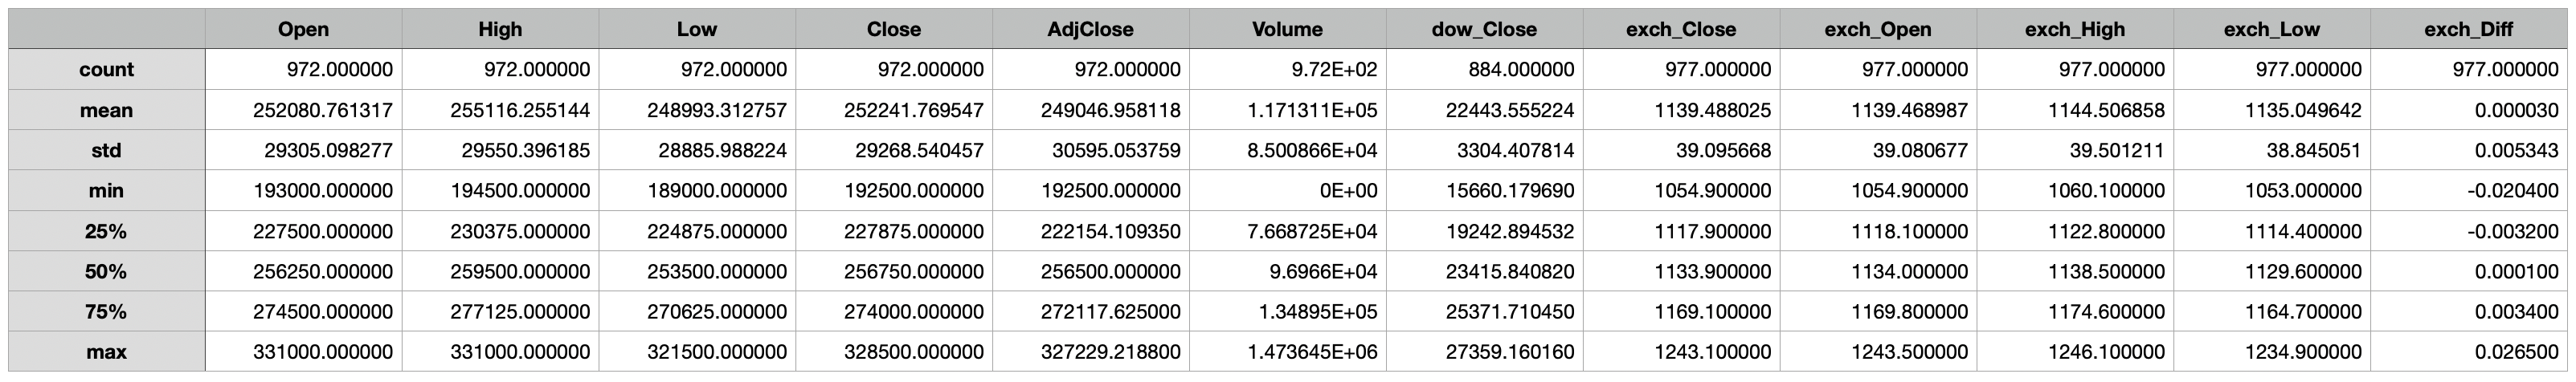 Open High Low Close AdjClose Volume dow_Close exch_Close exch_Open exch_High exch_Low exch_Diff
count 972.000000 972.000000 972.000000 972.000000 972.000000 9.72E+02 884.000000 977.000000 977.000000 977.000000 977.000000 977.000000
mean 252080.761317 255116.255144 248993.312757 252241.769547 249046.958118 1.171311E+05 22443.555224 1139.488025 1139.468987 1144.506858 1135.049642 0.000030
std 29305.098277 29550.396185 28885.988224 29268.540457 30595.053759 8.500866E+04 3304.407814 39.095668 39.080677 39.501211 38.845051 0.005343
min 193000.000000 194500.000000 189000.000000 192500.000000 192500.000000 0E+00 15660.179690 1054.900000 1054.900000 1060.100000 1053.000000 -0.020400
25% 227500.000000 230375.000000 224875.000000 227875.000000 222154.109350 7.668725E+04 19242.894532 1117.900000 1118.100000 1122.800000 1114.400000 -0.003200
50% 256250.000000 259500.000000 253500.000000 256750.000000 256500.000000 9.6966E+04 23415.840820 1133.900000 1134.000000 1138.500000 1129.600000 0.000100
75% 274500.000000 277125.000000 270625.000000 274000.000000 272117.625000 1.34895E+05 25371.710450 1169.100000 1169.800000 1174.600000 1164.700000 0.003400
max 331000.000000 331000.000000 321500.000000 328500.000000 327229.218800 1.473645E+06 27359.160160 1243.100000 1243.500000 1246.100000 1234.900000 0.026500